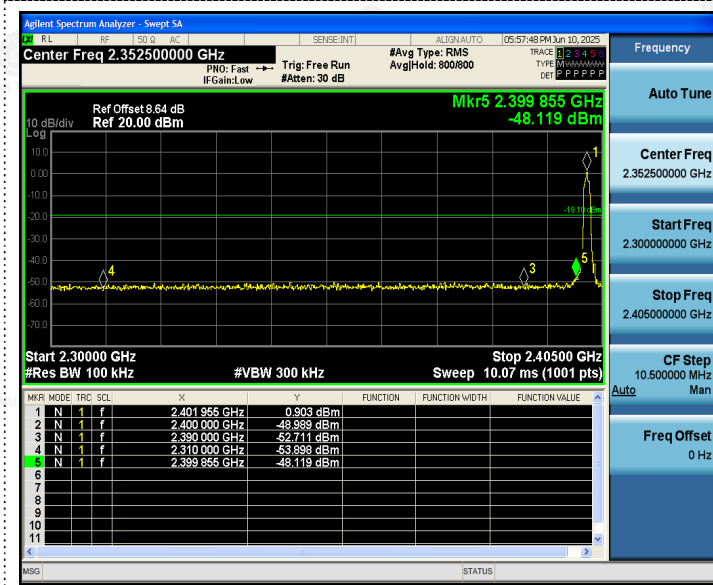 Agilent Spectrum Analyzer - Swept SA
LXI RL RF 50 Ω AC SENSE:INT ALIGN AUTO 05:57:48 PM Jun 10, 2025
Center Freq 2.352500000 GHz
PNO: Fast
IFGain:Low
Trig: Free Run
#Atten: 30 dB
#Avg Type: RMS
Avg|Hold: 800/800
TRACE 1 2 3 4 5 6
TYPE M
DET P P P P P P
Frequency
Mkr5 2.399 855 GHz
-48.119 dBm
Ref Offset 8.64 dB
10 dB/div Ref 20.00 dBm
Log
10.0
0.00
-10.0
-20.0
-30.0
-40.0
-50.0
-60.0
-70.0
1
-19.10 dBm
4
3
5
Start 2.30000 GHz Stop 2.40500 GHz
#Res BW 100 kHz #VBW 300 kHz Sweep 10.07 ms (1001 pts)
MKR MODE TRC SCL X Y FUNCTION FUNCTION WIDTH FUNCTION VALUE
1 N 1 f 2.401 955 GHz 0.903 dBm
2 N 1 f 2.400 000 GHz -48.989 dBm
3 N 1 f 2.390 000 GHz -52.711 dBm
4 N 1 f 2.310 000 GHz -53.898 dBm
5 N 1 f 2.399 855 GHz -48.119 dBm
6
7
8
9
10
11
MSG STATUS
Auto Tune
Center Freq
2.352500000 GHz
Start Freq
2.300000000 GHz
Stop Freq
2.405000000 GHz
CF Step
10.500000 MHz
Auto Man
Freq Offset
0 Hz